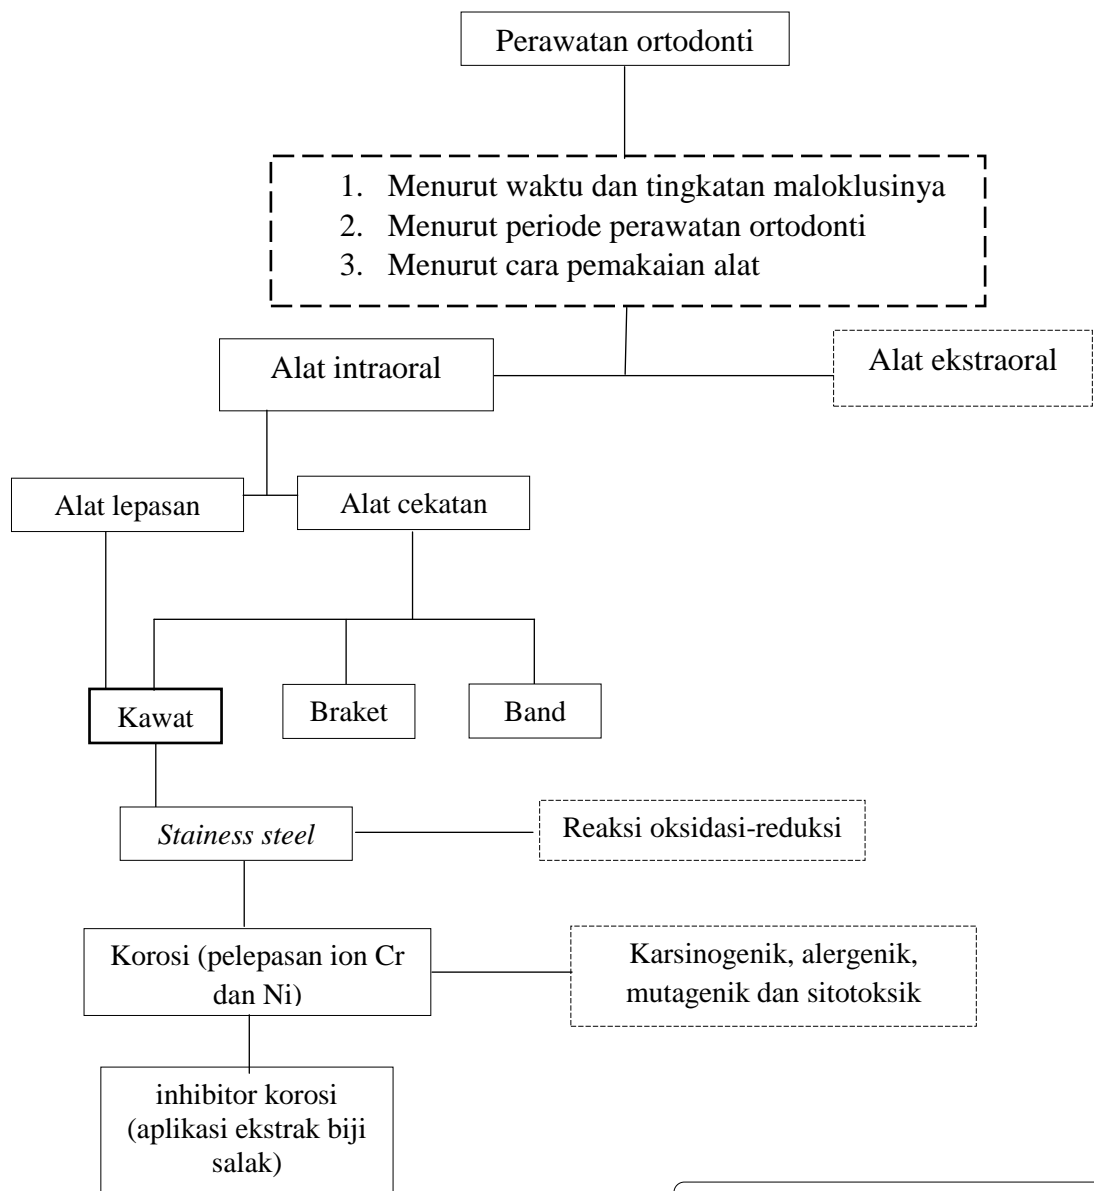 Perawatan ortodonti
1. Menurut waktu dan tingkatan maloklusinya
2. Menurut periode perawatan ortodonti
3. Menurut cara pemakaian alat
Alat intraoral
Alat ekstraoral
Alat lepasan
Alat cekatan
Kawat
Braket
Band
Stainess steel
Reaksi oksidasi-reduksi
Korosi (pelepasan ion Cr
dan Ni)
Karsinogenik, alergenik,
mutagenik dan sitotoksik
inhibitor korosi
(aplikasi ekstrak biji
salak)